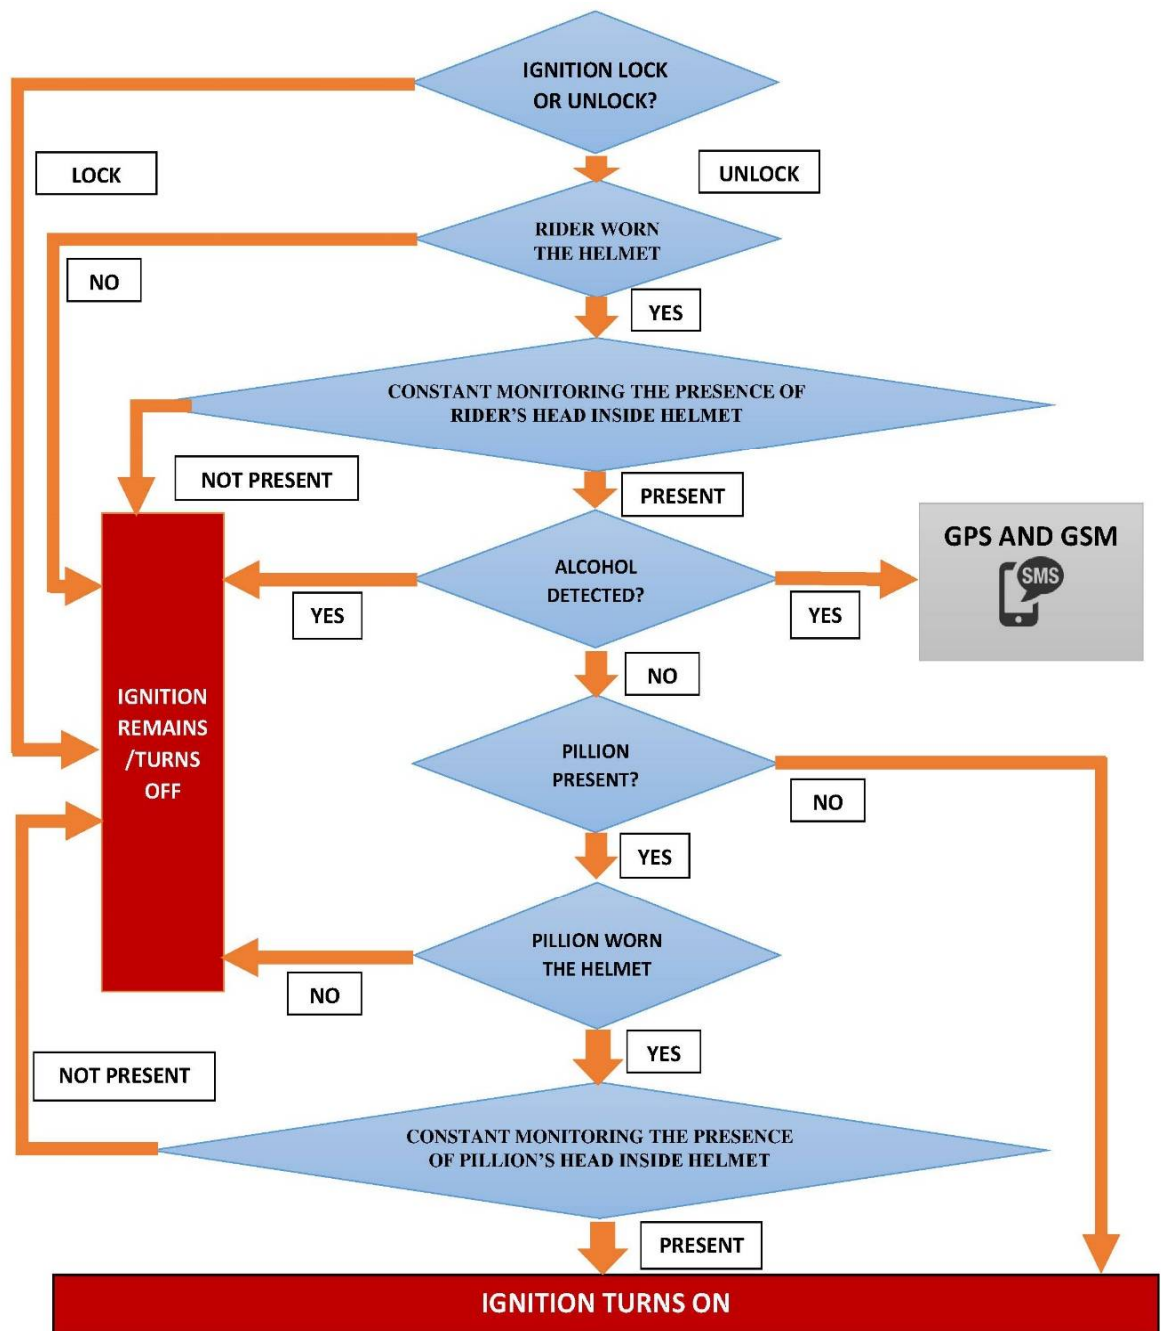 IGNITION LOCK
OR UNLOCK?
LOCK
UNLOCK
RIDER WORN
THE HELMET
NO
YES
CONSTANT MONITORING THE PRESENCE OF
RIDER'S HEAD INSIDE HELMET
NOT PRESENT
PRESENT
GPS AND GSM
SMS
ALCOHOL
DETECTED?
YES
YES
NO
IGNITION
REMAINS
/TURNS
OFF
PILLION
PRESENT?
NO
YES
PILLION WORN
THE HELMET
NO
YES
NOT PRESENT
CONSTANT MONITORING THE PRESENCE
OF PILLION'S HEAD INSIDE HELMET
PRESENT
IGNITION TURNS ON